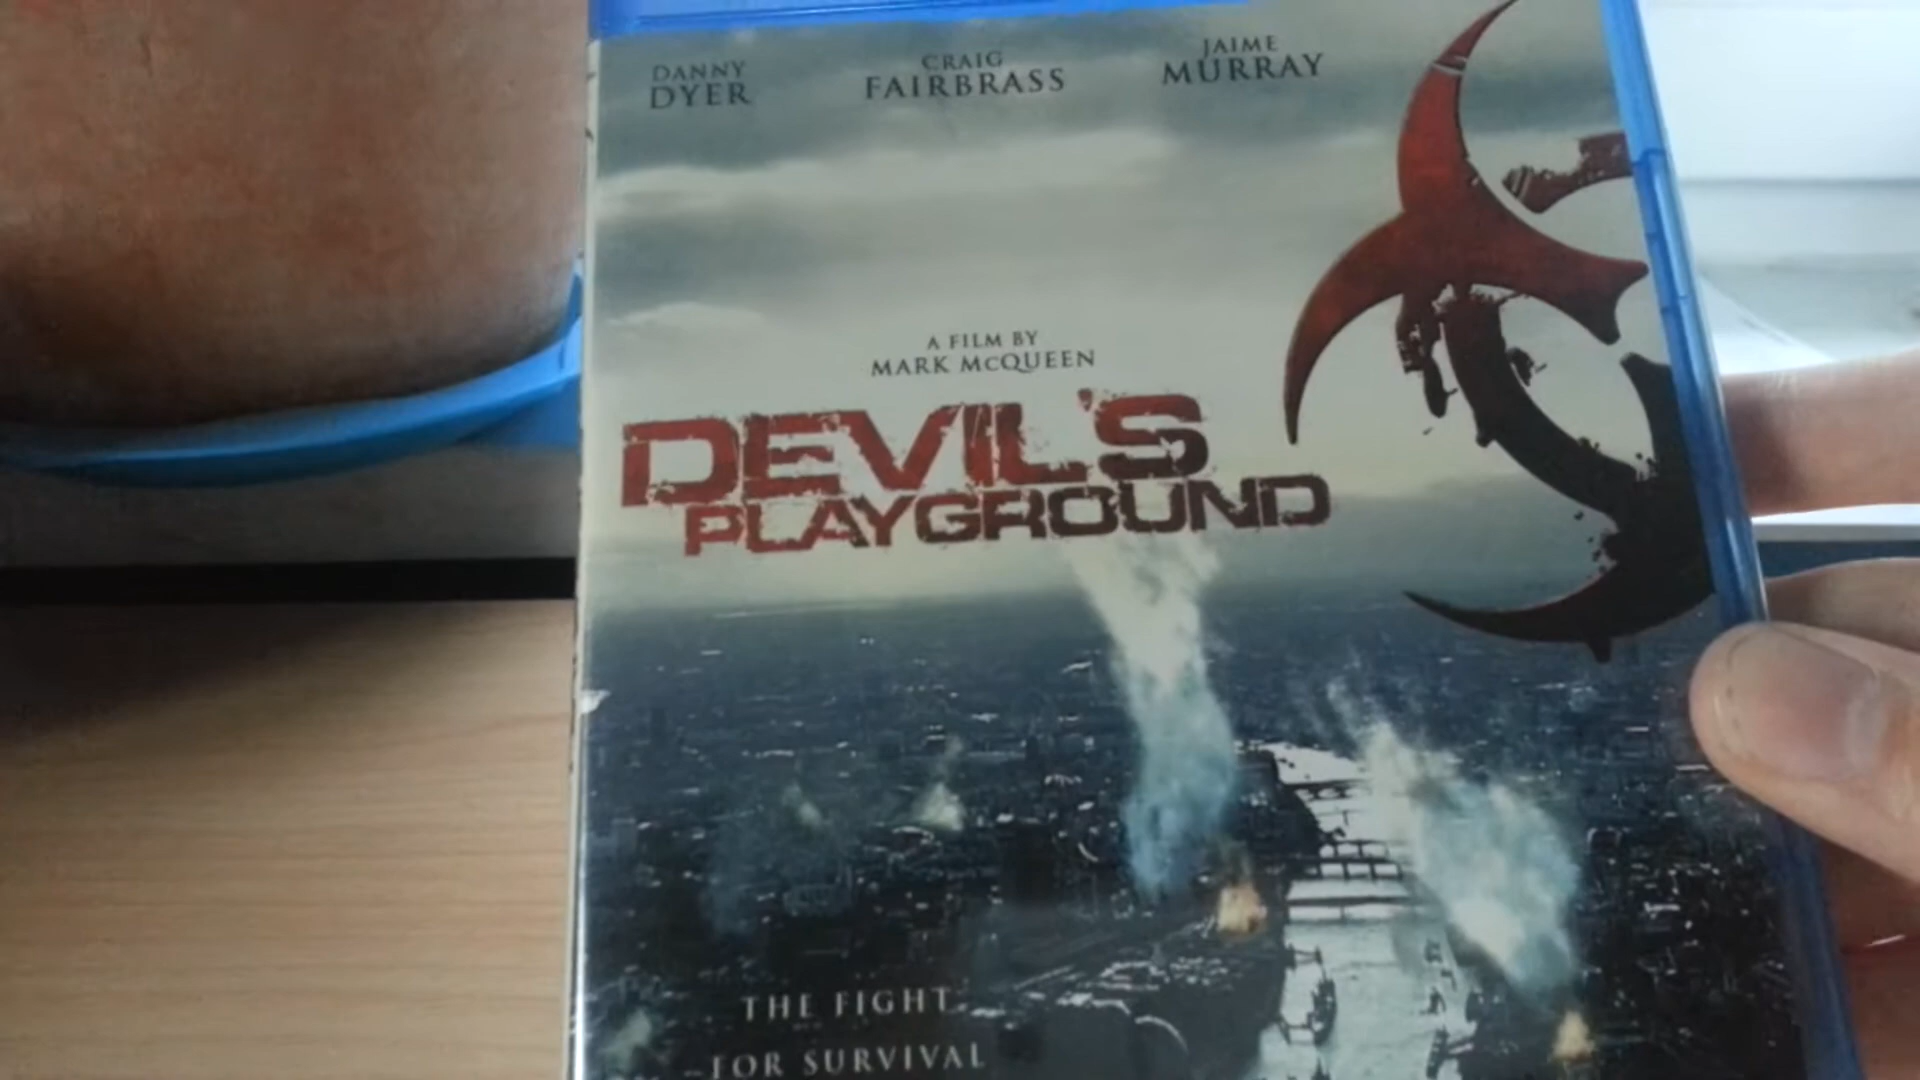 DANNY
DYER
CRAIG
FAIRBRASS
JAIME
MURRAY
A FILM BY
MARK McQUEEN
DEVIL'S
PLAYGROUND
THE FIGHT
FOR SURVIVAL